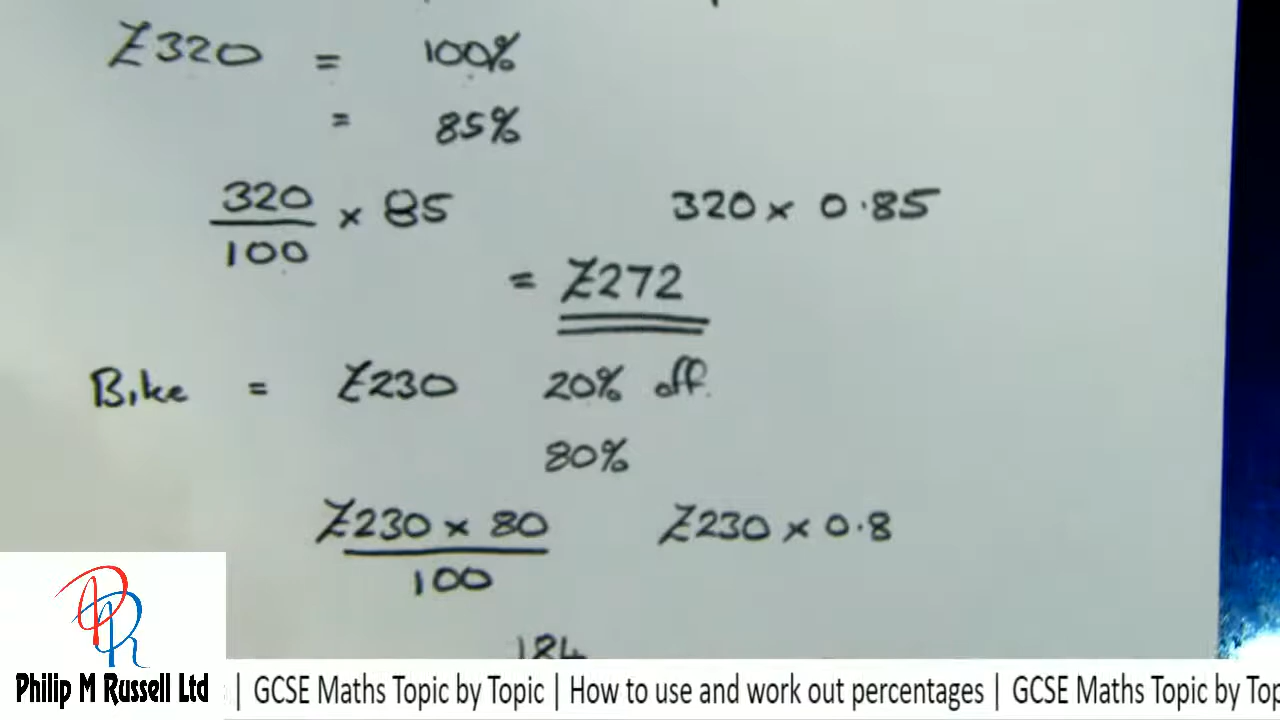 £320 = 100%
= 85%
320/100 × 85 320 × 0.85
= £272
Bike = £230 20% off.
80%
£230 × 80 / 100 £230 × 0.8
184
Philip M Russell Ltd
| GCSE Maths Topic by Topic | How to use and work out percentages | GCSE Maths Topic by Top